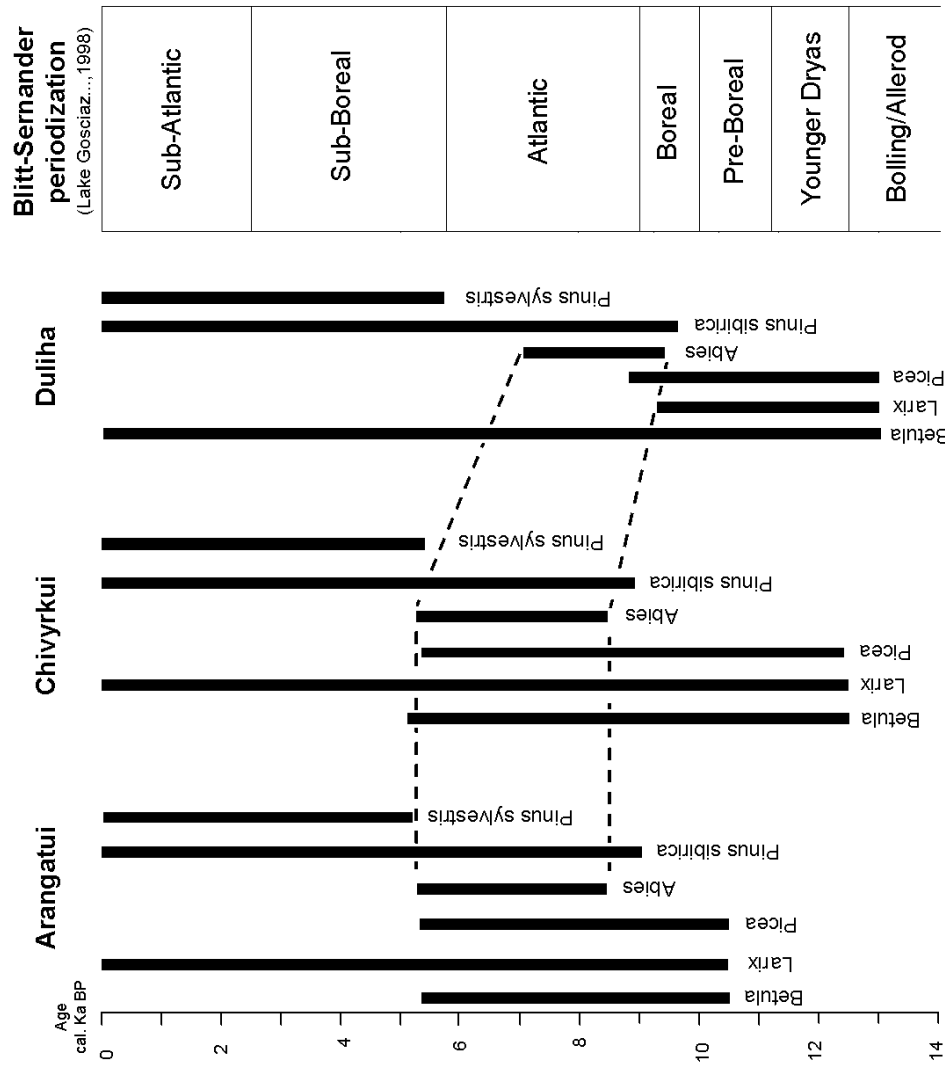 Blitt-Sernander
periodization
(Lake Gosciaz....,1998)
Sub-Atlantic
Sub-Boreal
Atlantic
Boreal
Pre-Boreal
Younger Dryas
Bolling/Allerod
Duliha
Pinus sylvestris
Pinus sibirica
Abies
Picea
Larix
Betula
Chivyrkui
Pinus sylvestris
Pinus sibirica
Abies
Picea
Larix
Betula
Arangatui
Pinus sylvestris
Pinus sibirica
Abies
Picea
Larix
Betula
Age
cal. Ka BP
0
2
4
6
8
10
12
14